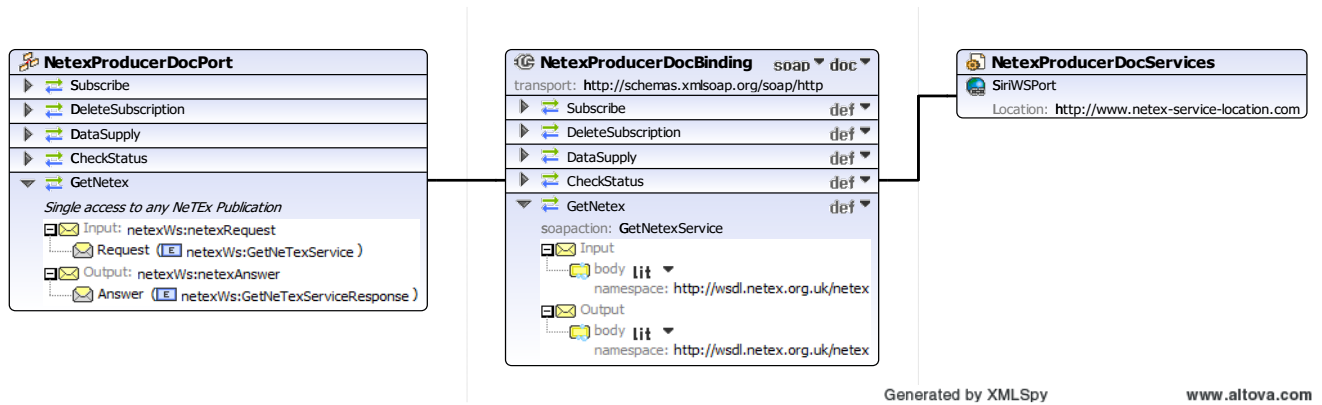 NetexProducerDocPort
Subscribe
DeleteSubscription
DataSupply
CheckStatus
GetNetex
Single access to any NeTEx Publication
Input: netexWs:netexRequest
Request (E netexWs:GetNeTexService )
Output: netexWs:netexAnswer
Answer (E netexWs:GetNeTexServiceResponse )
NetexProducerDocBinding soap doc
transport: http://schemas.xmlsoap.org/soap/http
Subscribe def
DeleteSubscription def
DataSupply def
CheckStatus def
GetNetex def
soapaction: GetNetexService
Input
body lit
namespace: http://wsdl.netex.org.uk/netex
Output
body lit
namespace: http://wsdl.netex.org.uk/netex
NetexProducerDocServices
SiriWSPort
Location: http://www.netex-service-location.com
Generated by XMLSpy www.altova.com